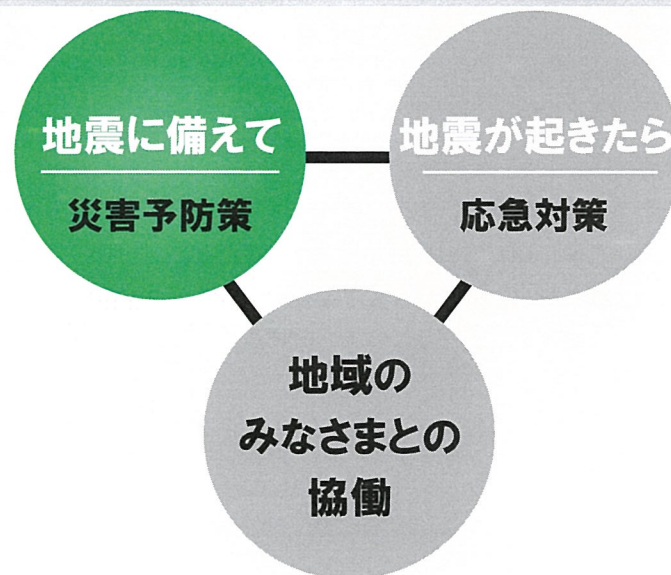 地震に備えて
災害予防策
地震が起きたら
応急対策
地域の
みなさまとの
協働